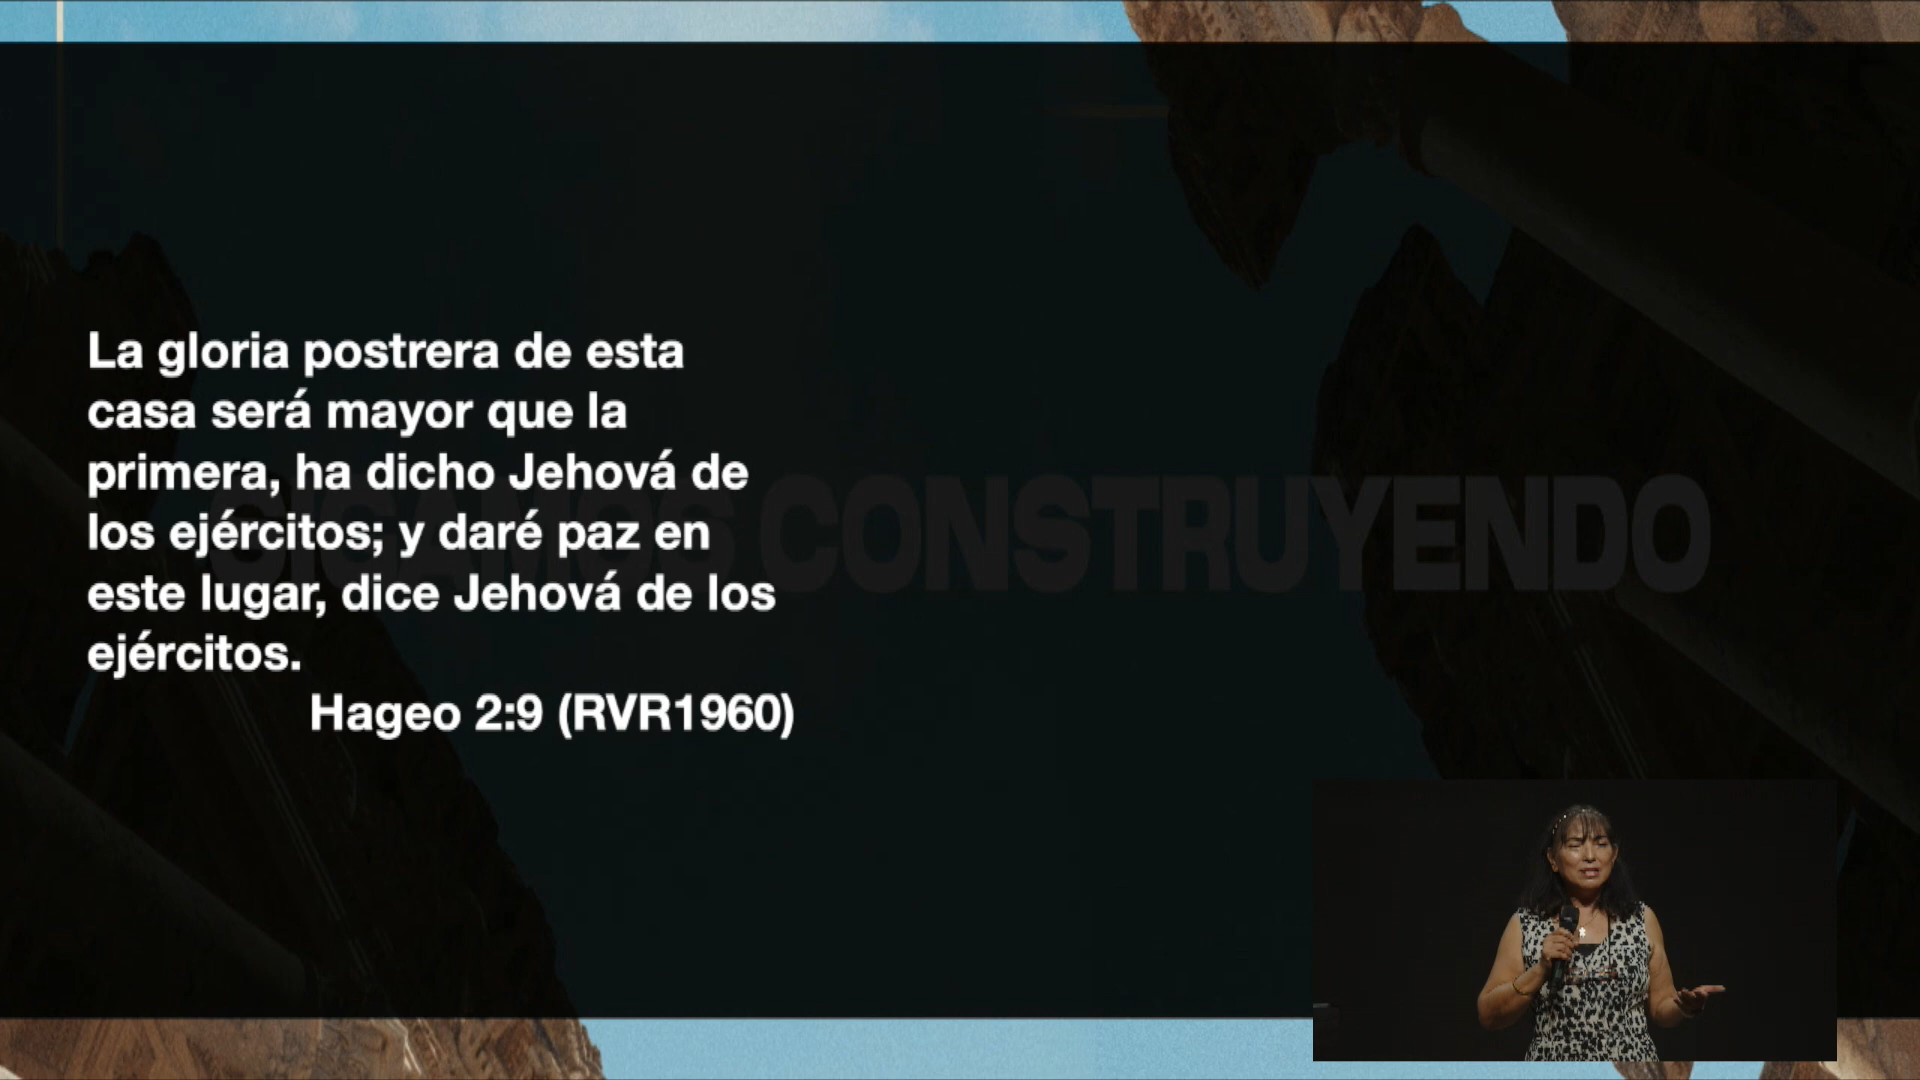 La gloria postrera de esta
casa será mayor que la
primera, ha dicho Jehová de
los ejércitos; y daré paz en
este lugar, dice Jehová de los
ejércitos.
Hageo 2:9 (RVR1960)
SIGAMOS CONSTRUYENDO